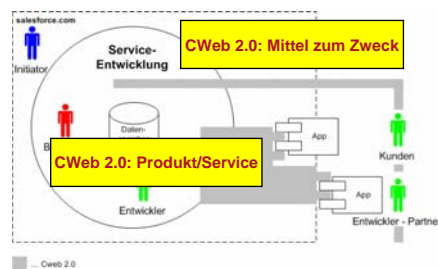 salesforce.com
Service-
Entwicklung
CWeb 2.0: Mittel zum Zweck
Initiator
Daten-
App
Kunden
CWeb 2.0: Produkt/Service
App
Entwickler
Entwickler - Partner
... Cweb 2.0